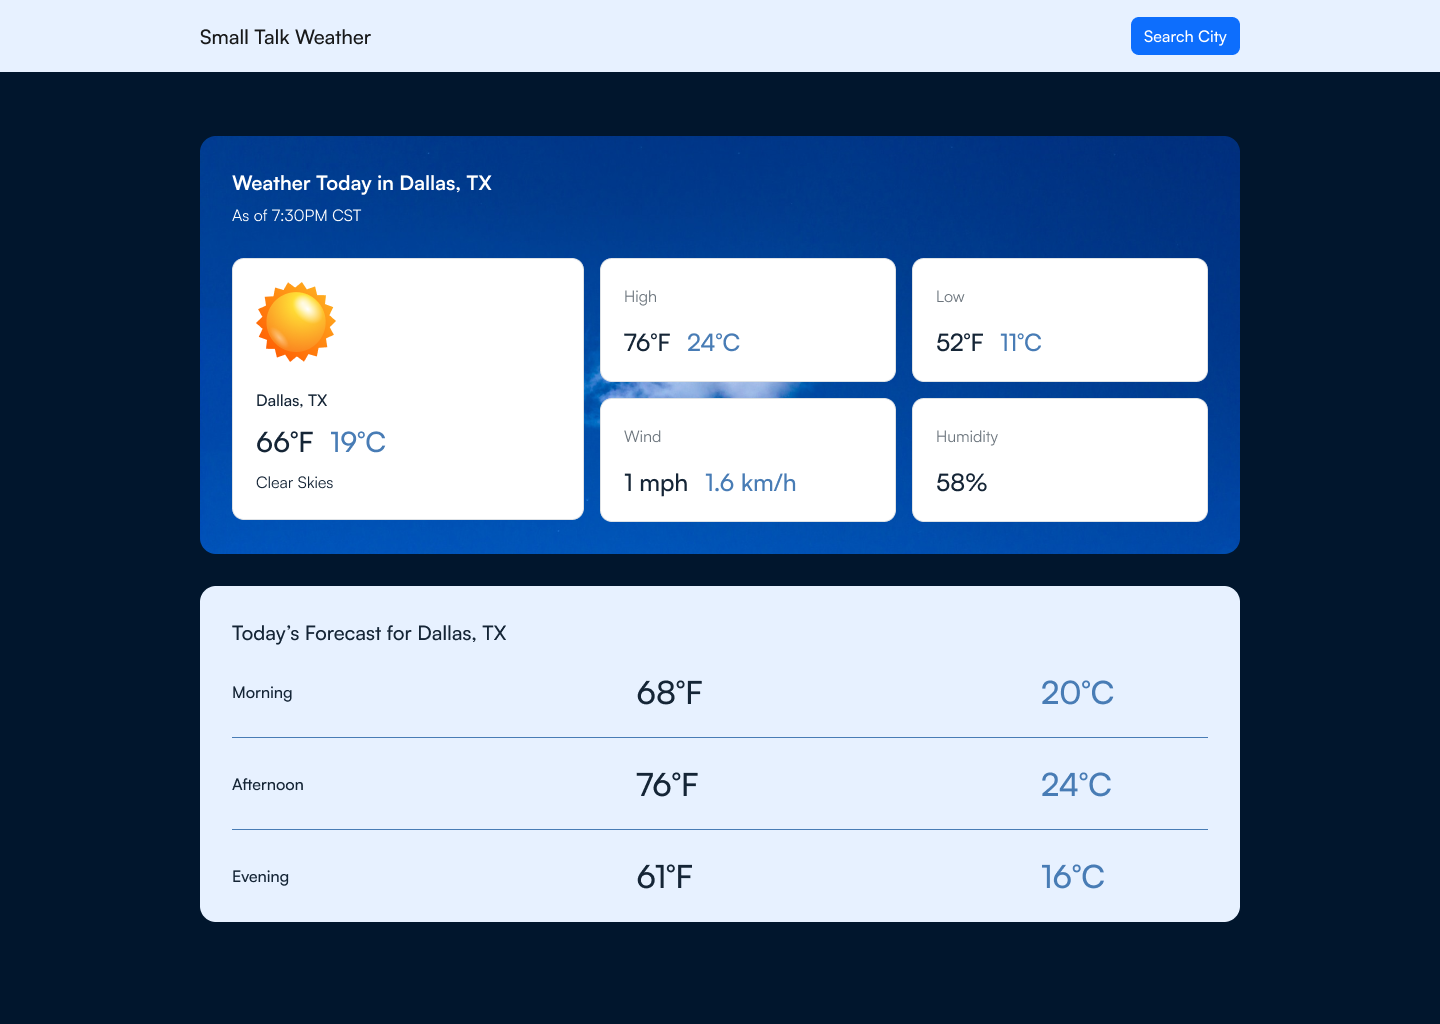 Small Talk Weather
Search City
Weather Today in Dallas, TX
As of 7:30PM CST
Dallas, TX
66°F 19°C
Clear Skies
High
76°F 24°C
Low
52°F 11°C
Wind
1 mph 1.6 km/h
Humidity
58%
Today’s Forecast for Dallas, TX
Morning 68°F 20°C
Afternoon 76°F 24°C
Evening 61°F 16°C